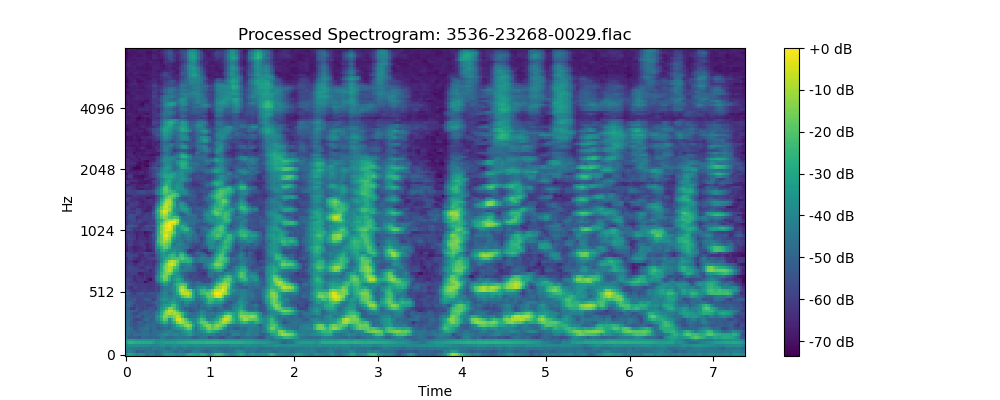 Processed Spectrogram: 3536-23268-0029.flac
+0 dB
4096
-10 dB
-20 dB
2048
-30 dB
Hz
1024
-40 dB
-50 dB
512
-60 dB
0
-70 dB
0 1 2 3 4 5 6 7
Time